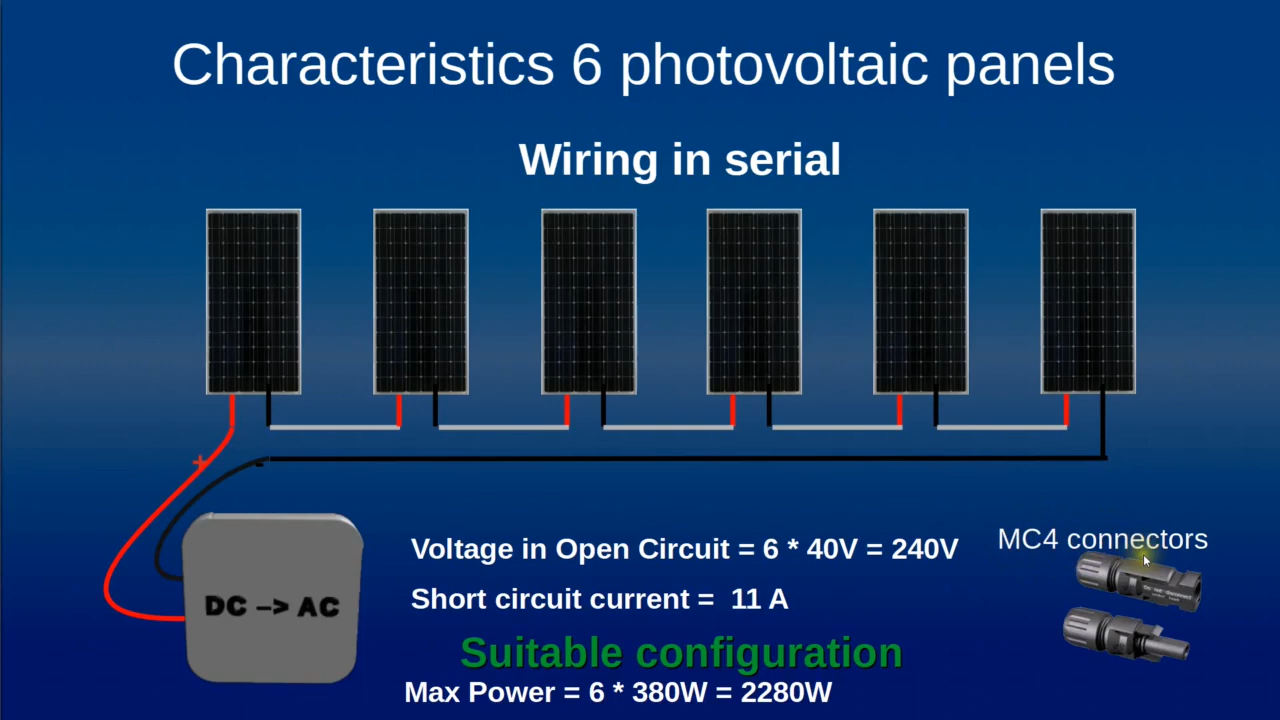 Characteristics 6 photovoltaic panels
Wiring in serial
+
-
Voltage in Open Circuit = 6 * 40V = 240V
MC4 connectors
Short circuit current =  11 A
DC –> AC
Suitable configuration
Max Power = 6 * 380W = 2280W